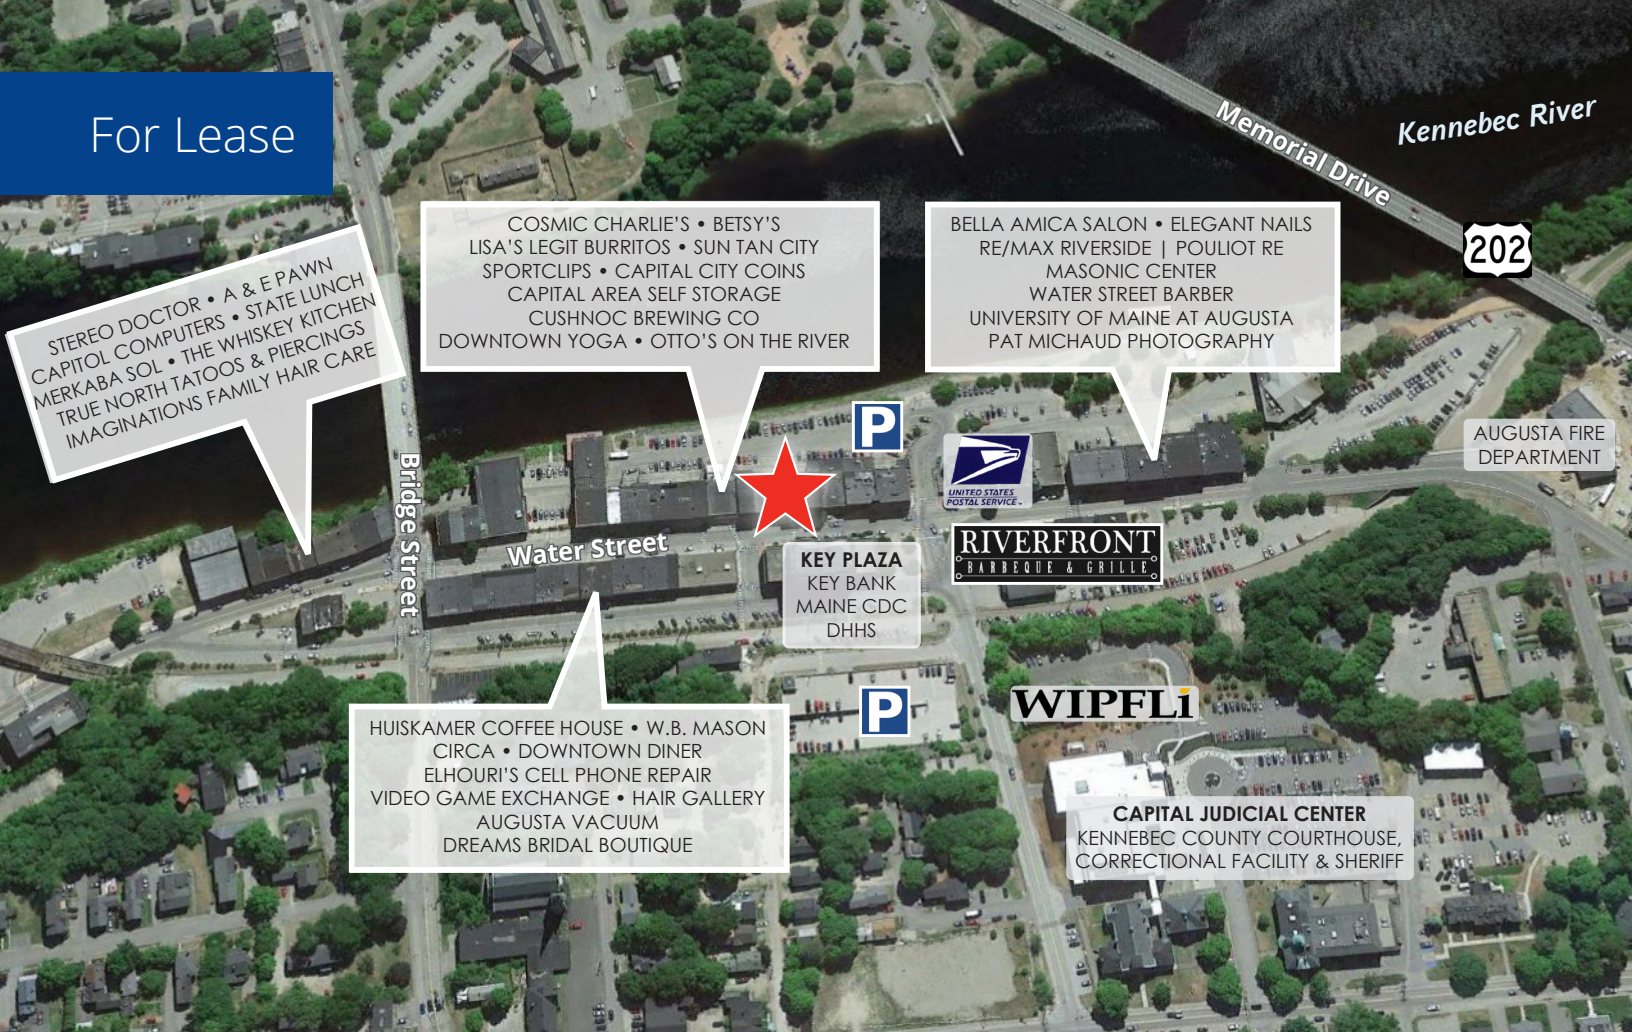 For Lease
Memorial Drive
Kennebec River
202
STEREO DOCTOR • A & E PAWN
CAPITOL COMPUTERS • STATE LUNCH
MERKABA SOL • THE WHISKEY KITCHEN
TRUE NORTH TATOOS & PIERCINGS
IMAGINATIONS FAMILY HAIR CARE
COSMIC CHARLIE'S • BETSY'S
LISA'S LEGIT BURRITOS • SUN TAN CITY
SPORTCLIPS • CAPITAL CITY COINS
CAPITAL AREA SELF STORAGE
CUSHNOC BREWING CO
DOWNTOWN YOGA • OTTO'S ON THE RIVER
BELLA AMICA SALON • ELEGANT NAILS
RE/MAX RIVERSIDE | POULIOT RE
MASONIC CENTER
WATER STREET BARBER
UNIVERSITY OF MAINE AT AUGUSTA
PAT MICHAUD PHOTOGRAPHY
P
UNITED STATES
POSTAL SERVICE
AUGUSTA FIRE
DEPARTMENT
Bridge Street
Water Street
RIVERFRONT
BARBEQUE & GRILLE
KEY PLAZA
KEY BANK
MAINE CDC
DHHS
P
WIPFLi
HUISKAMER COFFEE HOUSE • W.B. MASON
CIRCA • DOWNTOWN DINER
ELHOURI'S CELL PHONE REPAIR
VIDEO GAME EXCHANGE • HAIR GALLERY
AUGUSTA VACUUM
DREAMS BRIDAL BOUTIQUE
CAPITAL JUDICIAL CENTER
KENNEBEC COUNTY COURTHOUSE,
CORRECTIONAL FACILITY & SHERIFF